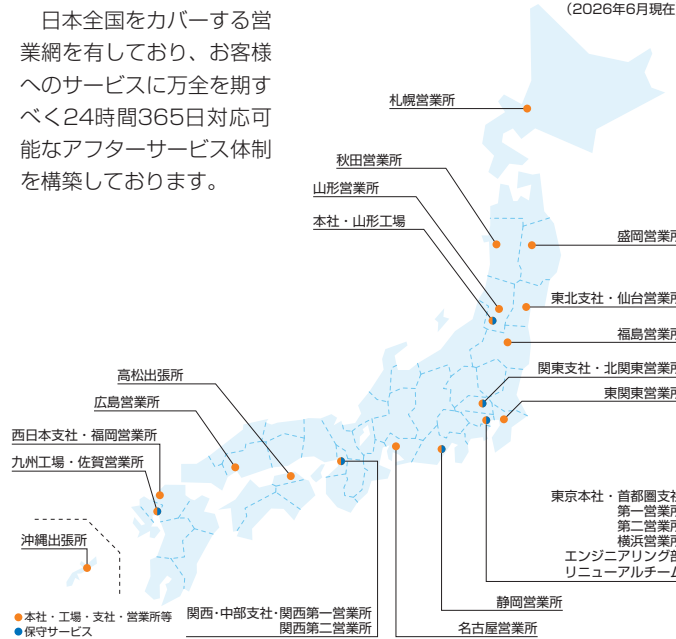 (2026年6月現在
日本全国をカバーする営
業網を有しており、お客様
へのサービスに万全を期す
べく24時間365日対応可
能なアフターサービス体制
を構築しております。
札幌営業所
秋田営業所
山形営業所
本社・山形工場
盛岡営業所
東北支社・仙台営業所
福島営業所
関東支社・北関東営業所
東関東営業所
高松出張所
広島営業所
西日本支社・福岡営業所
九州工場・佐賀営業所
沖縄出張所
東京本社・首都圏支社
第一営業所
第二営業所
横浜営業所
エンジニアリング部
リニューアルチーム
静岡営業所
名古屋営業所
関西・中部支社・関西第一営業所
関西第二営業所
●本社・工場・支社・営業所等
●保守サービス